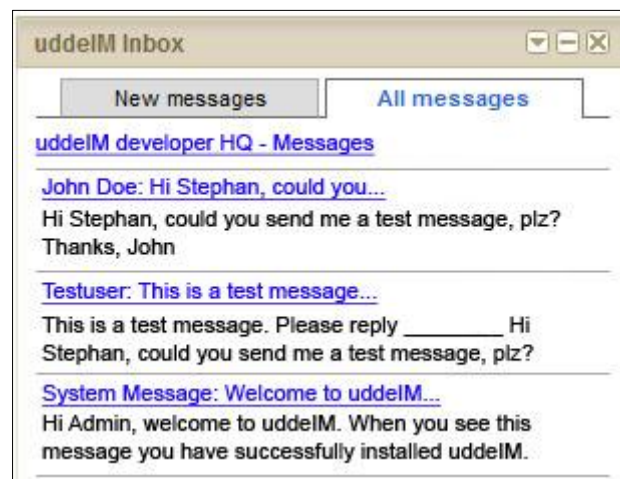 uddeIM Inbox
New messages
All messages
uddeIM developer HQ - Messages
John Doe: Hi Stephan, could you...
Hi Stephan, could you send me a test message, plz?
Thanks, John
Testuser: This is a test message...
This is a test message. Please reply ________ Hi
Stephan, could you send me a test message, plz?
System Message: Welcome to uddeIM...
Hi Admin, welcome to uddeIM. When you see this
message you have successfully installed uddeIM.